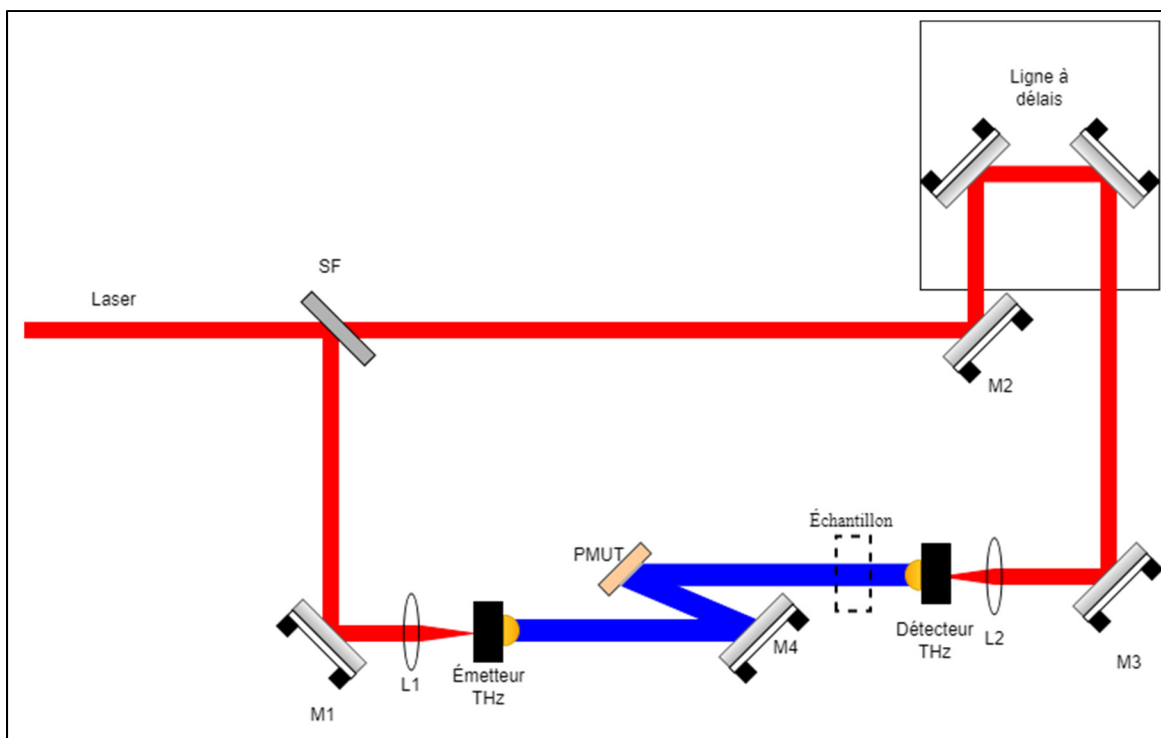 Ligne à
délais
SF
Laser
M2
Échantillon
PMUT
M4
Détecteur
THz
L2
M3
L1
Émetteur
THz
M1